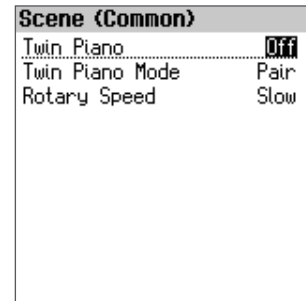 Scene (Common)
Twin Piano Off
Twin Piano Mode Pair
Rotary Speed Slow